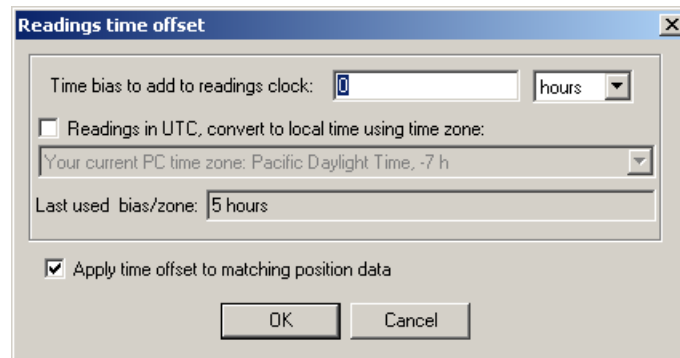 Readings time offset
Time bias to add to readings clock: 0 hours
Readings in UTC, convert to local time using time zone:
Your current PC time zone: Pacific Daylight Time, -7 h
Last used bias/zone: 5 hours
Apply time offset to matching position data
OK Cancel